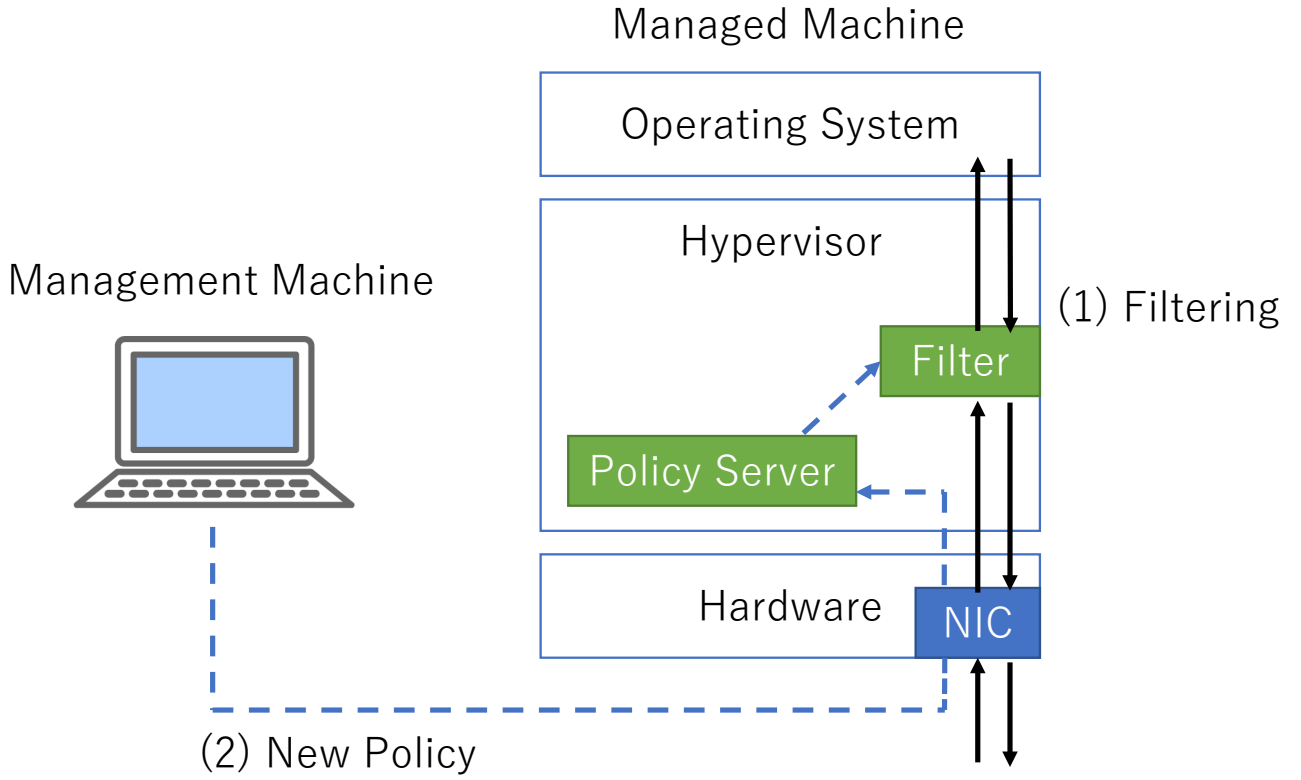 Managed Machine
Operating System
Hypervisor
Management Machine
(1) Filtering
Filter
Policy Server
Hardware
NIC
(2) New Policy